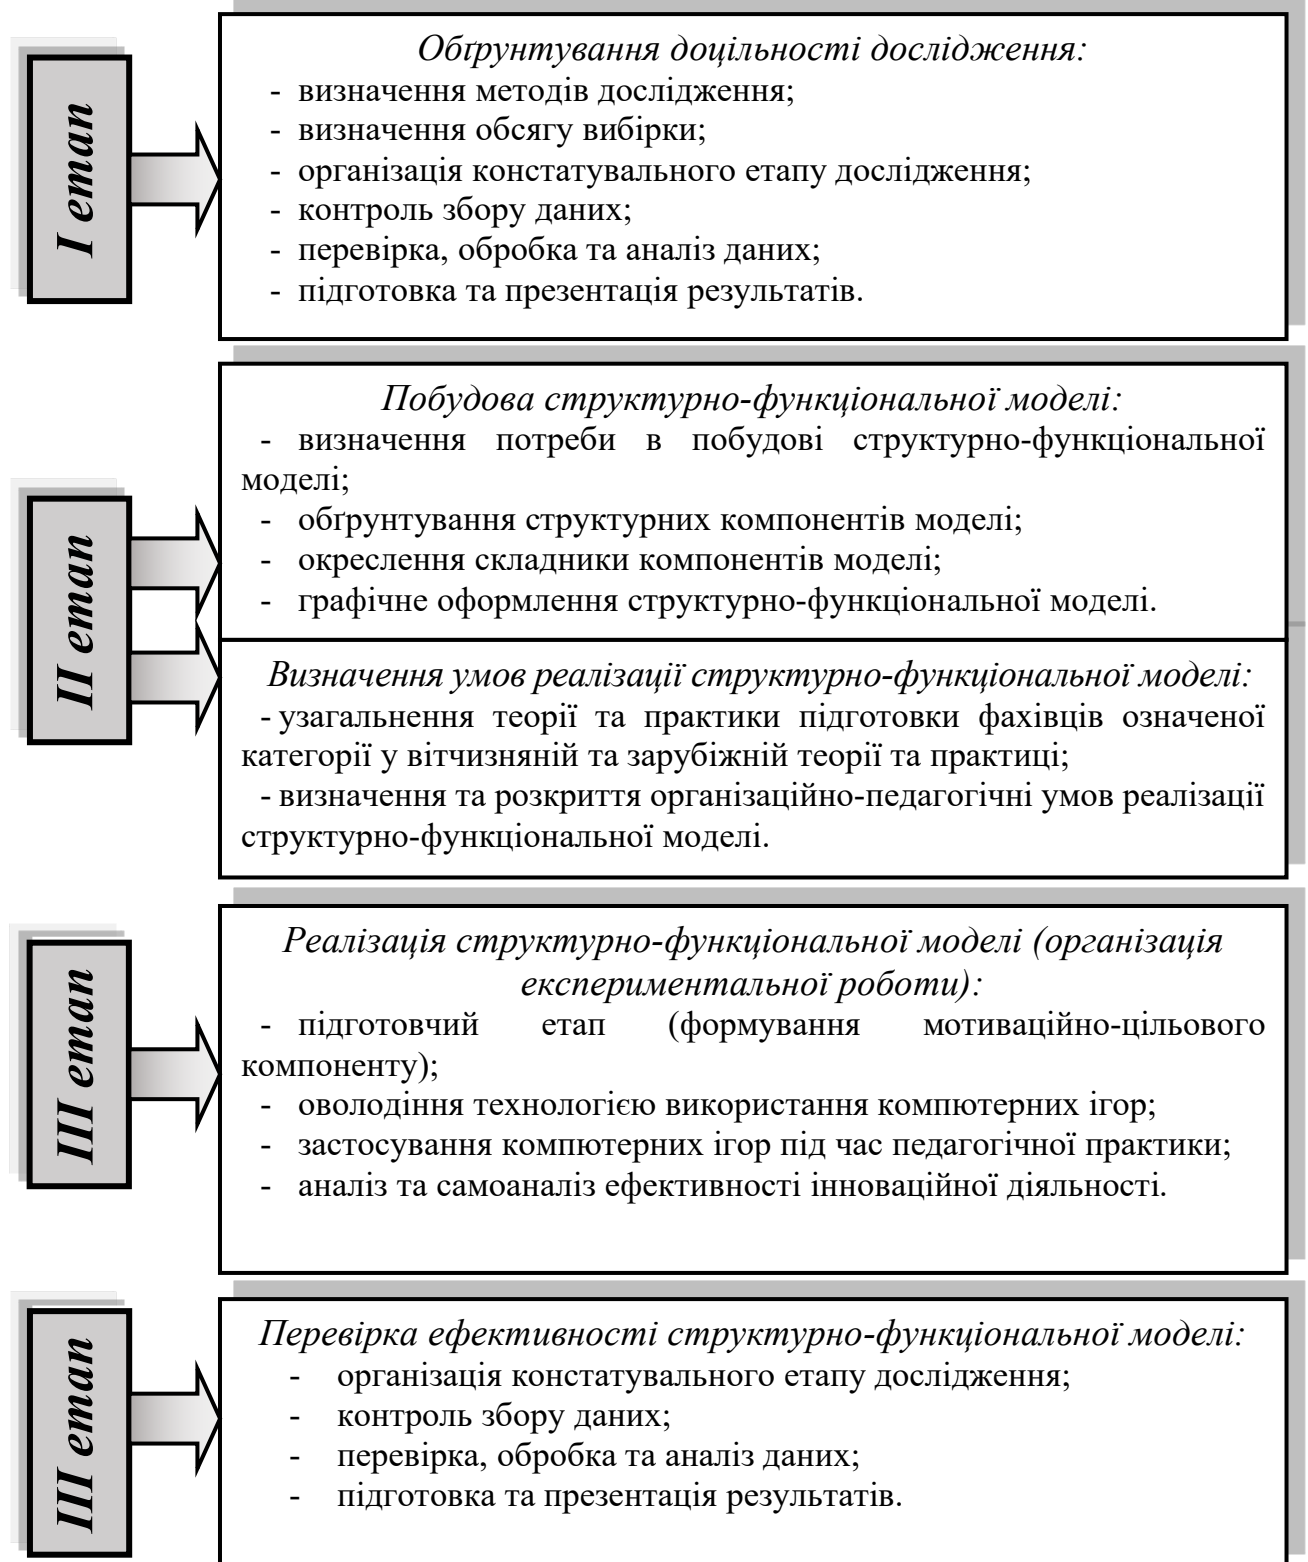 I етап
Обґрунтування доцільності дослідження:
- визначення методів дослідження;
- визначення обсягу вибірки;
- організація констатувального етапу дослідження;
- контроль збору даних;
- перевірка, обробка та аналіз даних;
- підготовка та презентація результатів.
II етап
Побудова структурно-функціональної моделі:
- визначення потреби в побудові структурно-функціональної
моделі;
- обґрунтування структурних компонентів моделі;
- окреслення складники компонентів моделі;
- графічне оформлення структурно-функціональної моделі.
Визначення умов реалізації структурно-функціональної моделі:
- узагальнення теорії та практики підготовки фахівців означеної
категорії у вітчизняній та зарубіжній теорії та практиці;
- визначення та розкриття організаційно-педагогічні умов реалізації
структурно-функціональної моделі.
III етап
Реалізація структурно-функціональної моделі (організація
експериментальної роботи):
- підготовчий етап (формування мотиваційно-цільового
компоненту);
- оволодіння технологією використання компютерних ігор;
- застосування компютерних ігор під час педагогічної практики;
- аналіз та самоаналіз ефективності інноваційної діяльності.
III етап
Перевірка ефективності структурно-функціональної моделі:
- організація констатувального етапу дослідження;
- контроль збору даних;
- перевірка, обробка та аналіз даних;
- підготовка та презентація результатів.